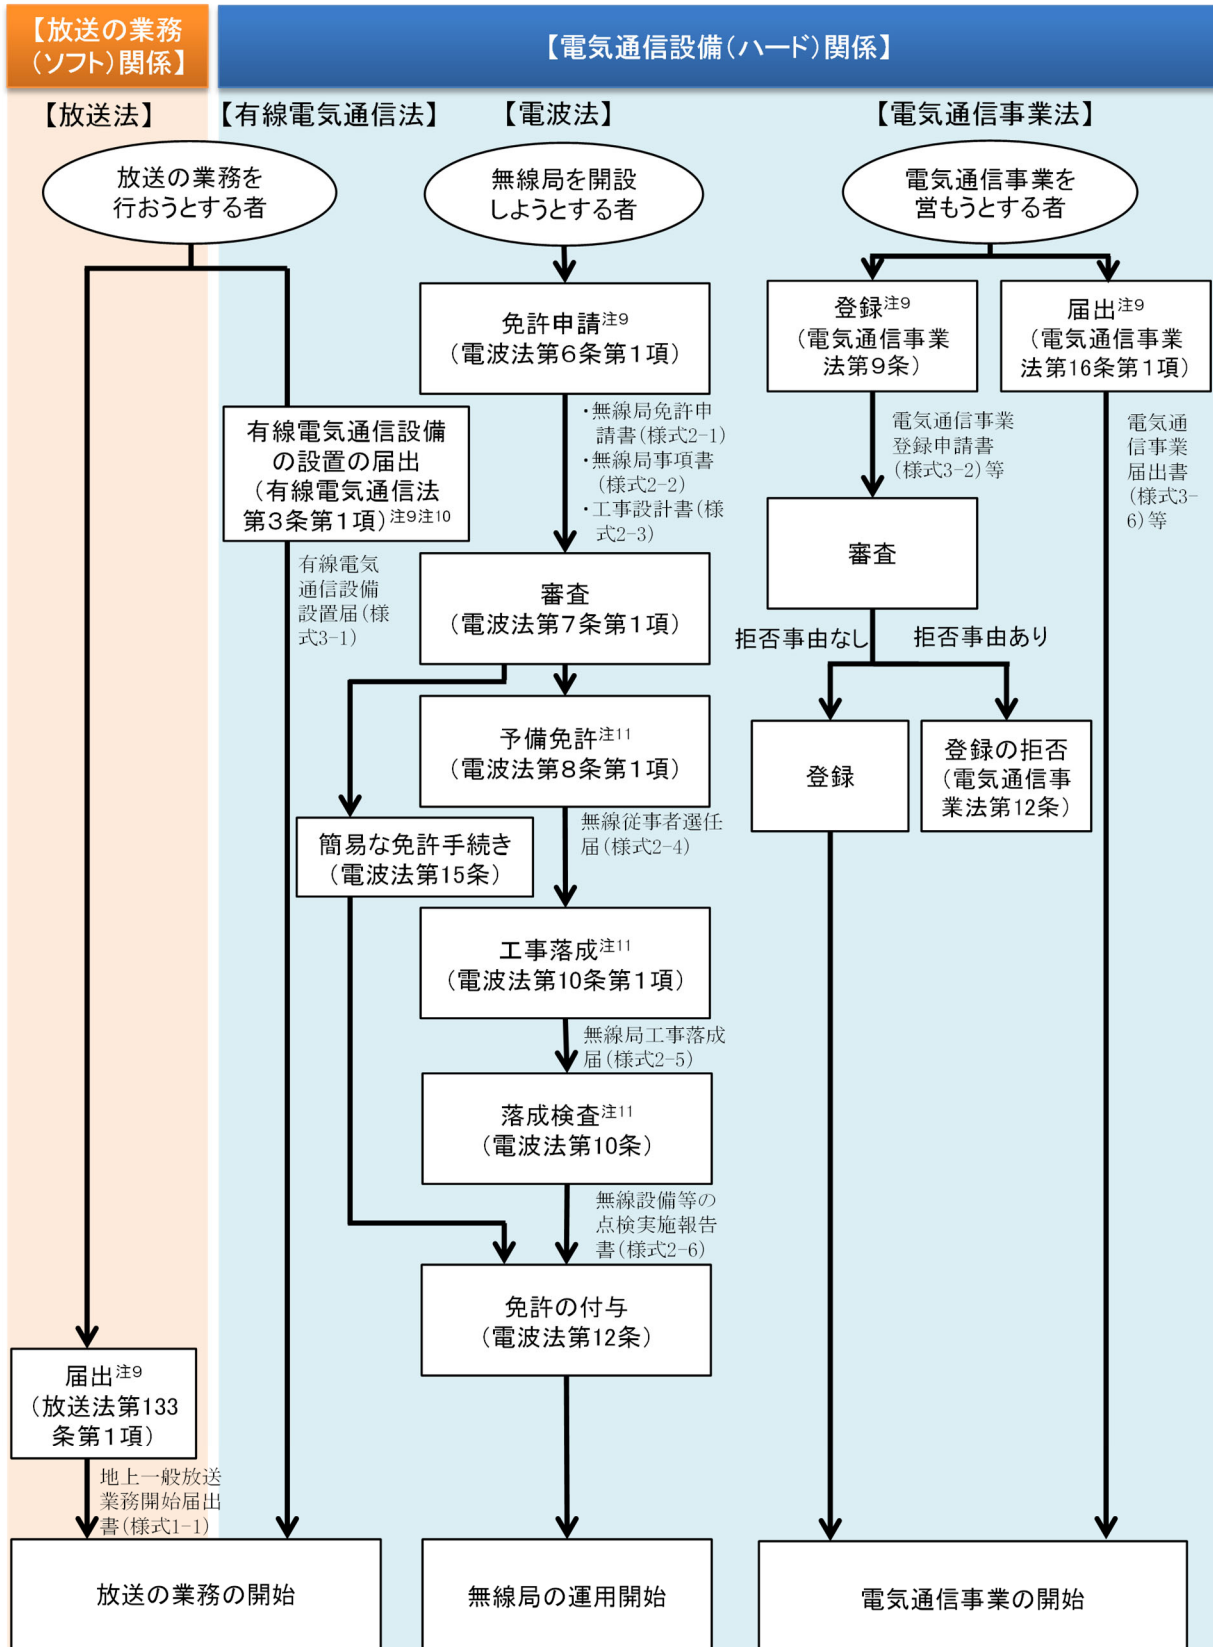 【放送の業務
（ソフト）関係】
【電気通信設備（ハード）関係】
【放送法】
【有線電気通信法】
【電波法】
【電気通信事業法】
放送の業務を
行おうとする者
無線局を開設
しようとする者
電気通信事業を
営もうとする者
免許申請注9
（電波法第６条第１項）
登録注9
（電気通信事業
法第９条）
届出注9
（電気通信事業
法第16条第１項）
有線電気通信設備
の設置の届出
（有線電気通信法
第３条第１項）注9注10
・無線局免許申
請書（様式2-1）
・無線局事項書
（様式2-2）
・工事設計書（様
式2-3）
電気通信事業
登録申請書
（様式3-2）等
電気通
信事業
届出書
（様式3-
6）等
有線電気
通信設備
設置届（様
式3-1）
審査
（電波法第７条第１項）
審査
拒否事由なし
拒否事由あり
予備免許注11
（電波法第８条第１項）
登録
登録の拒否
（電気通信事
業法第12条）
簡易な免許手続き
（電波法第15条）
無線従事者選任
届（様式2-4）
工事落成注11
（電波法第10条第１項）
無線局工事落成
届（様式2-5）
落成検査注11
（電波法第10条）
無線設備等の
点検実施報告
書（様式2-6）
免許の付与
（電波法第12条）
届出注9
（放送法第133
条第１項）
地上一般放送
業務開始届出
書（様式1-1）
放送の業務の開始
無線局の運用開始
電気通信事業の開始